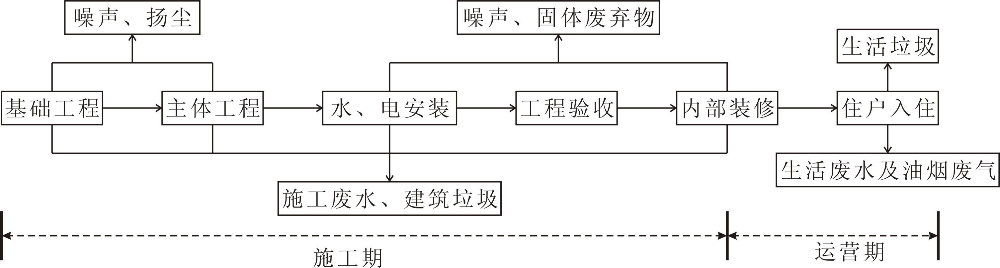 噪声、扬尘
噪声、固体废弃物
生活垃圾
基础工程
主体工程
水、电安装
工程验收
内部装修
住户入住
生活废水及油烟废气
施工废水、建筑垃圾
施工期
运营期